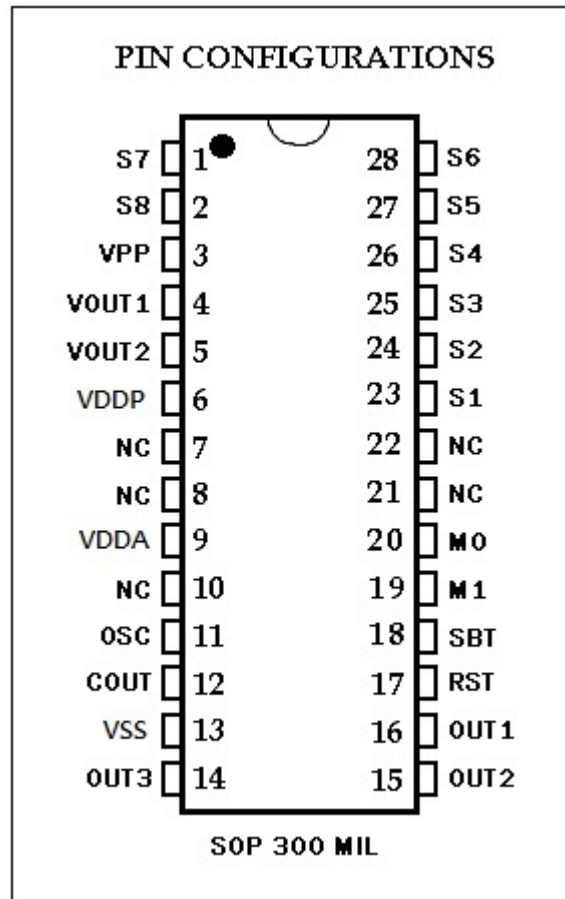 PIN CONFIGURATIONS
S7 1 28 S6
S8 2 27 S5
VPP 3 26 S4
VOUT1 4 25 S3
VOUT2 5 24 S2
VDDP 6 23 S1
NC 7 22 NC
NC 8 21 NC
VDDA 9 20 M0
NC 10 19 M1
OSC 11 18 SBT
COUT 12 17 RST
VSS 13 16 OUT1
OUT3 14 15 OUT2
SOP 300 MIL